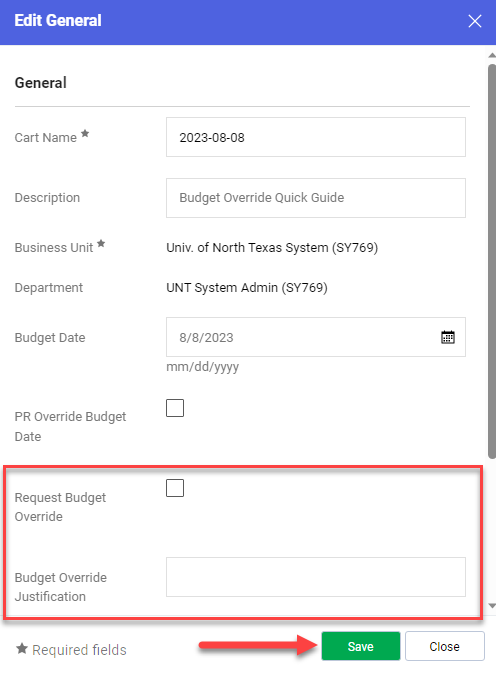 Edit General
General
Cart Name ★ 2023-08-08
Description Budget Override Quick Guide
Business Unit ★ Univ. of North Texas System (SY769)
Department UNT System Admin (SY769)
Budget Date 8/8/2023
mm/dd/yyyy
PR Override Budget
Date
Request Budget
Override
Budget Override
Justification
★ Required fields Save Close